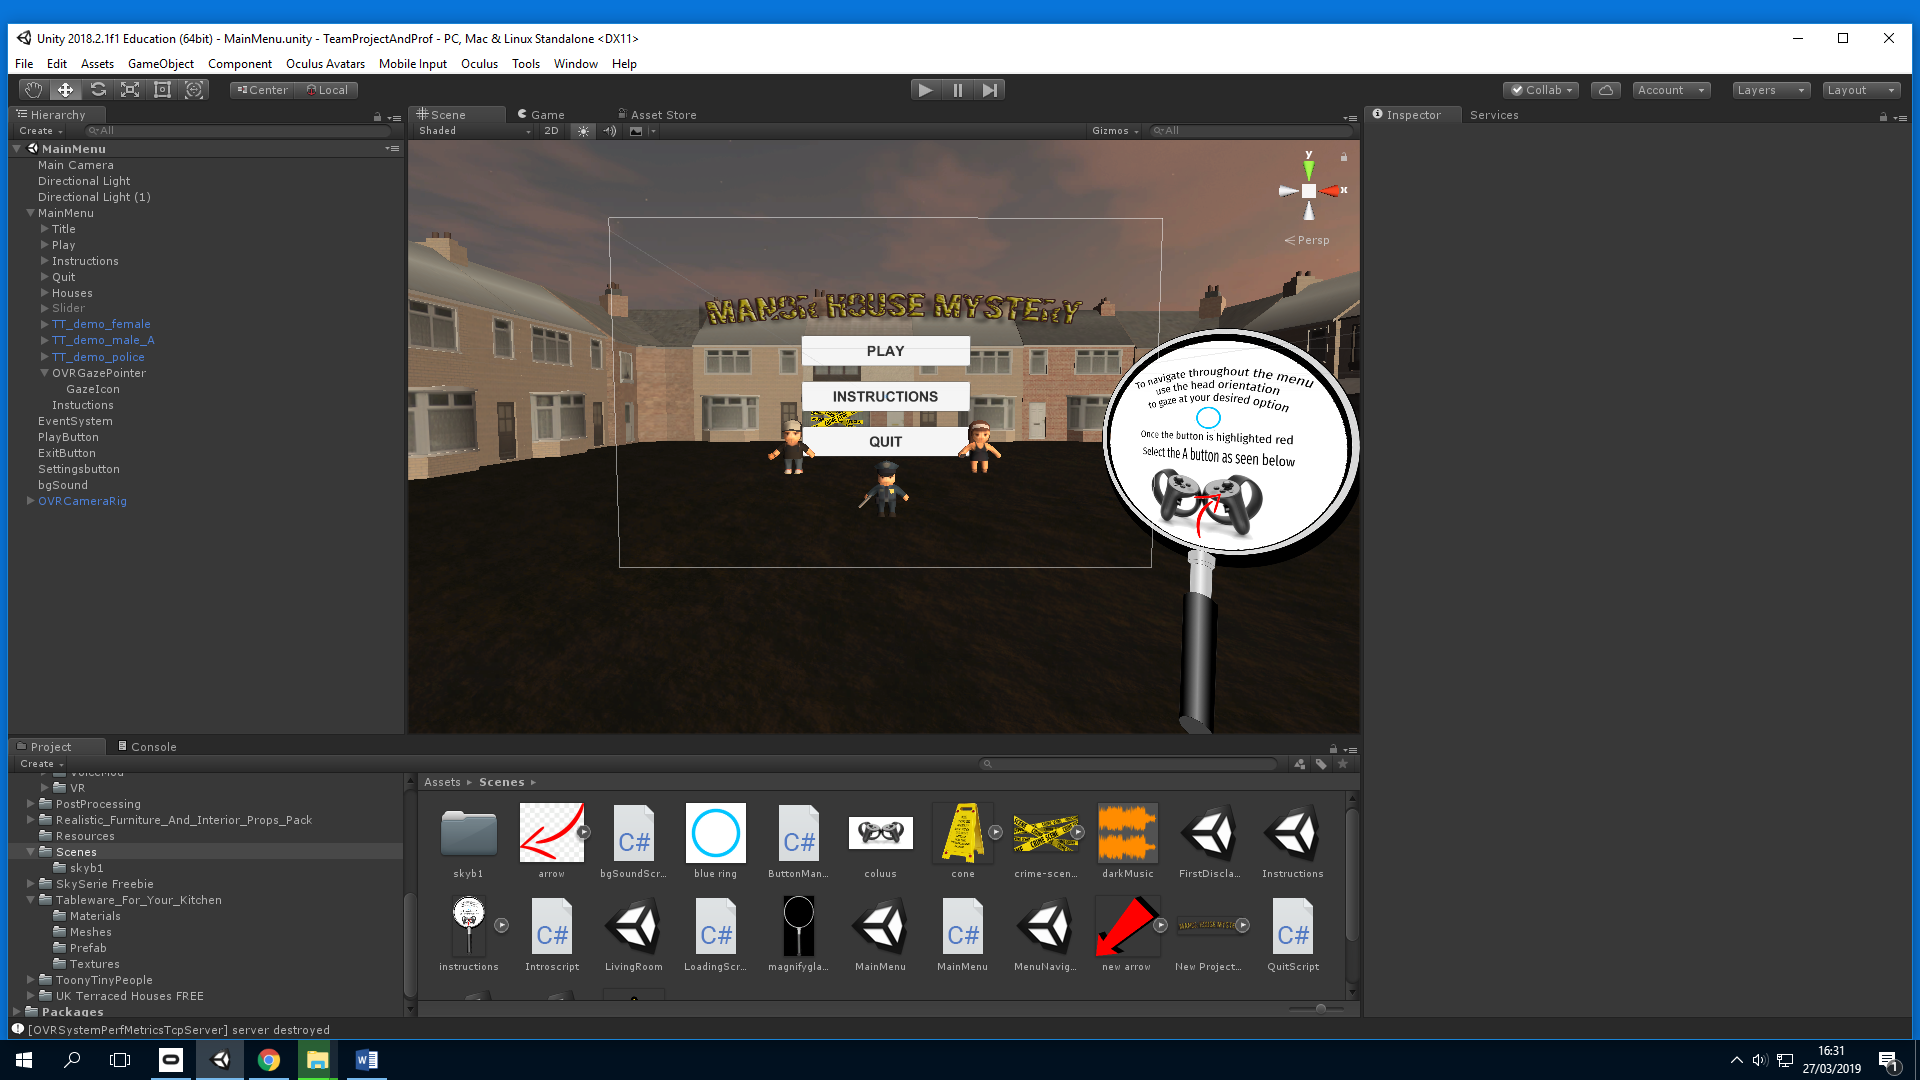 Unity 2018.2.1f1 Education (64bit) - MainMenu.unity - TeamProjectAndProf - PC, Mac & Linux Standalone <DX11>
File Edit Assets GameObject Component Oculus Avatars Mobile Input Oculus Tools Window Help
Center Local Collab Account Layers Layout
Hierarchy
Create All
MainMenu
Main Camera
Directional Light
Directional Light (1)
MainMenu
Title
Play
Instructions
Quit
Houses
Slider
TT_demo_female
TT_demo_male_A
TT_demo_police
OVRGazePointer
GazeIcon
Instuctions
EventSystem
PlayButton
ExitButton
Settingsbutton
bgSound
OVRCameraRig
Scene Game Asset Store
Shaded 2D Gizmos All
y
x
Persp
MANOR HOUSE MYSTERY
PLAY
INSTRUCTIONS
QUIT
To navigate throughout the menu
use the head orientation
to gaze at your desired option
Once the button is highlighted red
Select the A button as seen below
Inspector Services
Project Console
Create
VoiceMod
VR
PostProcessing
Realistic_Furniture_And_Interior_Props_Pack
Resources
Scenes
skyb1
SkySerie Freebie
Tableware_For_Your_Kitchen
Materials
Meshes
Prefab
Textures
ToonyTinyPeople
UK Terraced Houses FREE
Packages
Assets Scenes
C# C#
skyb1 arrow bgSoundScr... blue ring ButtonMan... coluus cone crime-scen... darkMusic FirstDiscla... Instructions
C# C# C# C#
instructions Introscript LivingRoom LoadingScr... magnifygla... MainMenu MainMenu MenuNavig... new arrow New Project... QuitScript
[OVRSystemPerfMetricsTcpServer] server destroyed
16:31
27/03/2019
1